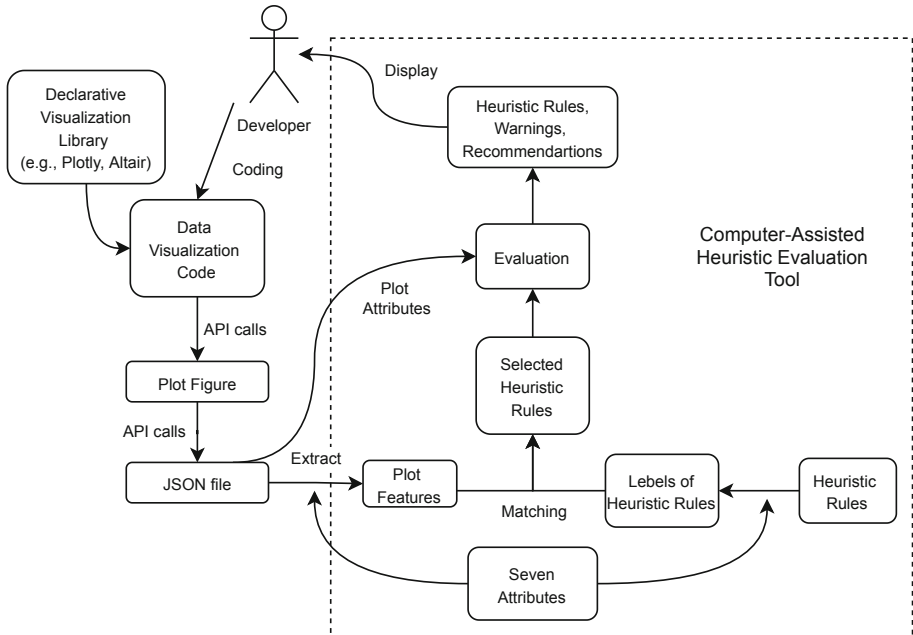 Declarative
Visualization
Library
(e.g., Plotly, Altair)
Developer
Coding
Display
Heuristic Rules,
Warnings,
Recommendartions
Data
Visualization
Code
Evaluation
Computer-Assisted
Heuristic Evaluation
Tool
Plot
Attributes
API calls
Plot Figure
Selected
Heuristic
Rules
API calls
JSON file
Extract
Plot
Features
Matching
Lebels of
Heuristic Rules
Heuristic
Rules
Seven
Attributes